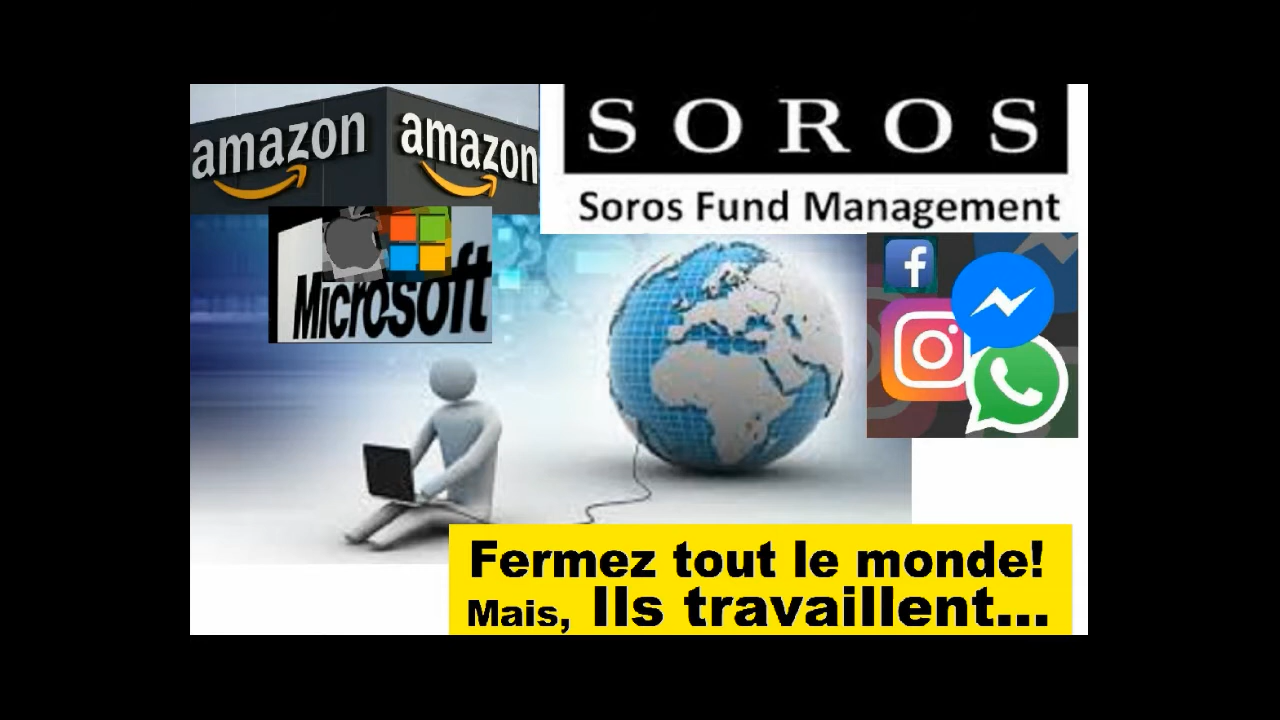 amazon
amazon
SOROS
Soros Fund Management
Microsoft
Fermez tout le monde!
Mais, Ils travaillent...